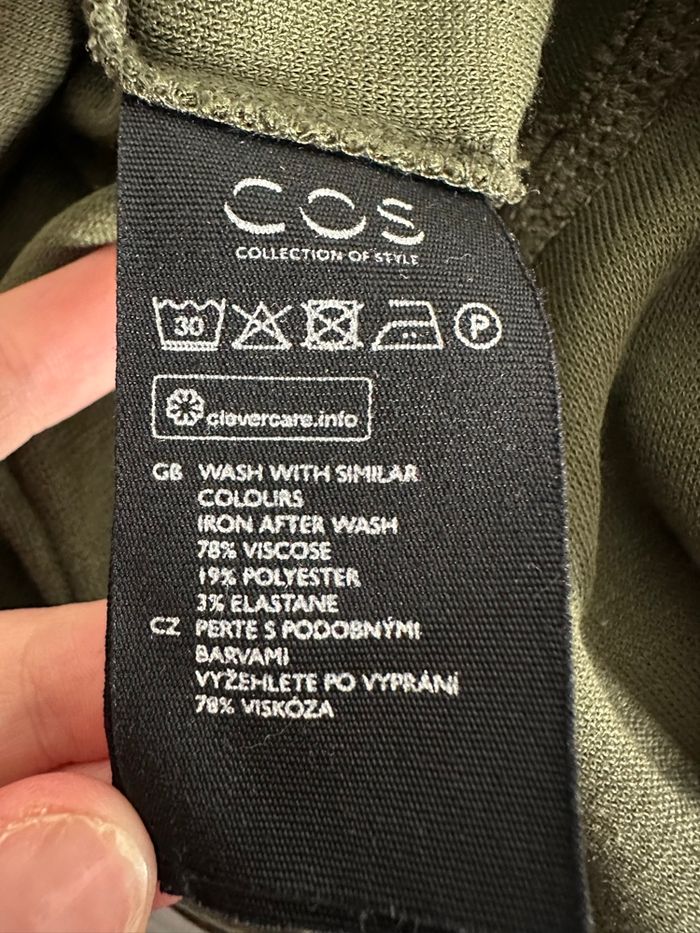 COS
COLLECTION OF STYLE
30 P
clevercare.info
GB WASH WITH SIMILAR
COLOURS
IRON AFTER WASH
78% VISCOSE
19% POLYESTER
3% ELASTANE
CZ PERTE S PODOBNÝMI
BARVAMI
VYŽEHLETE PO VYPRÁNÍ
78% VISKÓZA